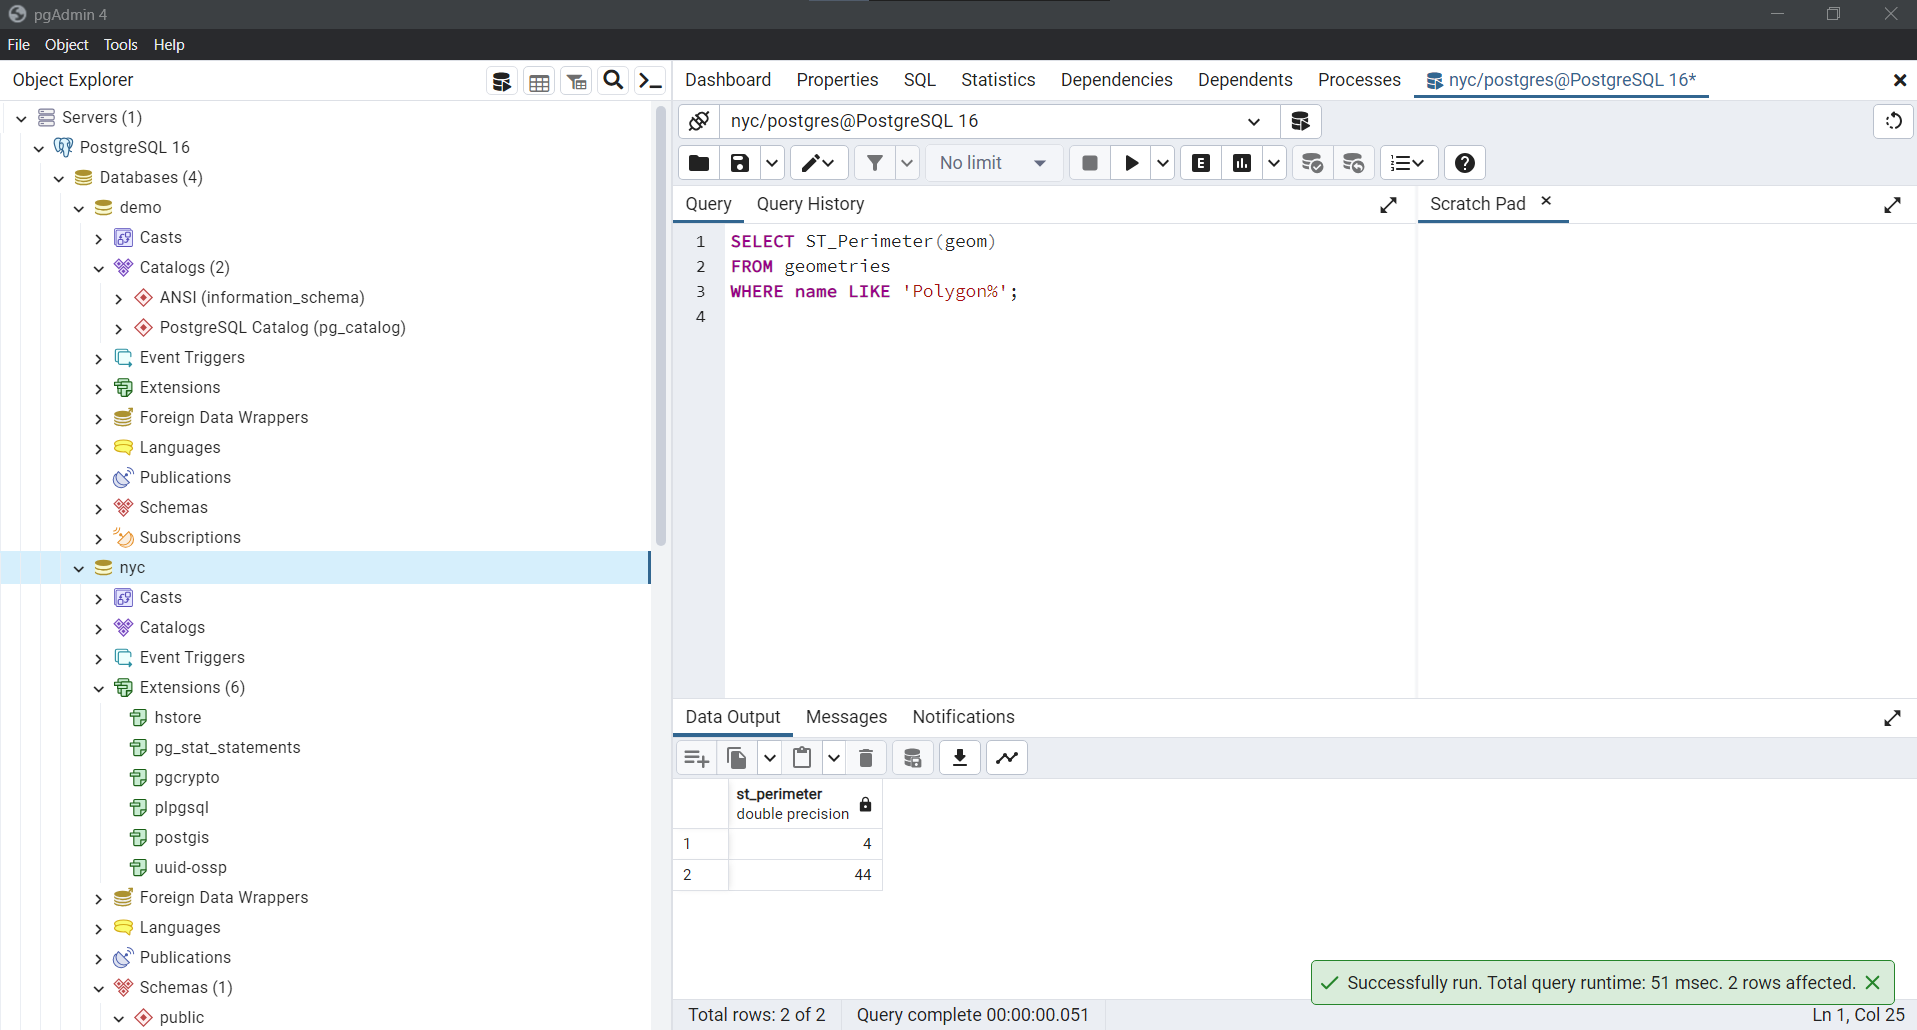 pgAdmin 4
File Object Tools Help
Object Explorer
Servers (1)
PostgreSQL 16
Databases (4)
demo
Casts
Catalogs (2)
ANSI (information_schema)
PostgreSQL Catalog (pg_catalog)
Event Triggers
Extensions
Foreign Data Wrappers
Languages
Publications
Schemas
Subscriptions
nyc
Casts
Catalogs
Event Triggers
Extensions (6)
hstore
pg_stat_statements
pgcrypto
plpgsql
postgis
uuid-ossp
Foreign Data Wrappers
Languages
Publications
Schemas (1)
public
Dashboard Properties SQL Statistics Dependencies Dependents Processes nyc/postgres@PostgreSQL 16*
nyc/postgres@PostgreSQL 16
No limit E
Query Query History
Scratch Pad
1 SELECT ST_Perimeter(geom)
2 FROM geometries
3 WHERE name LIKE 'Polygon%';
4
Data Output Messages Notifications
st_perimeter
double precision
1 4
2 44
Successfully run. Total query runtime: 51 msec. 2 rows affected.
Total rows: 2 of 2 Query complete 00:00:00.051 Ln 1, Col 25